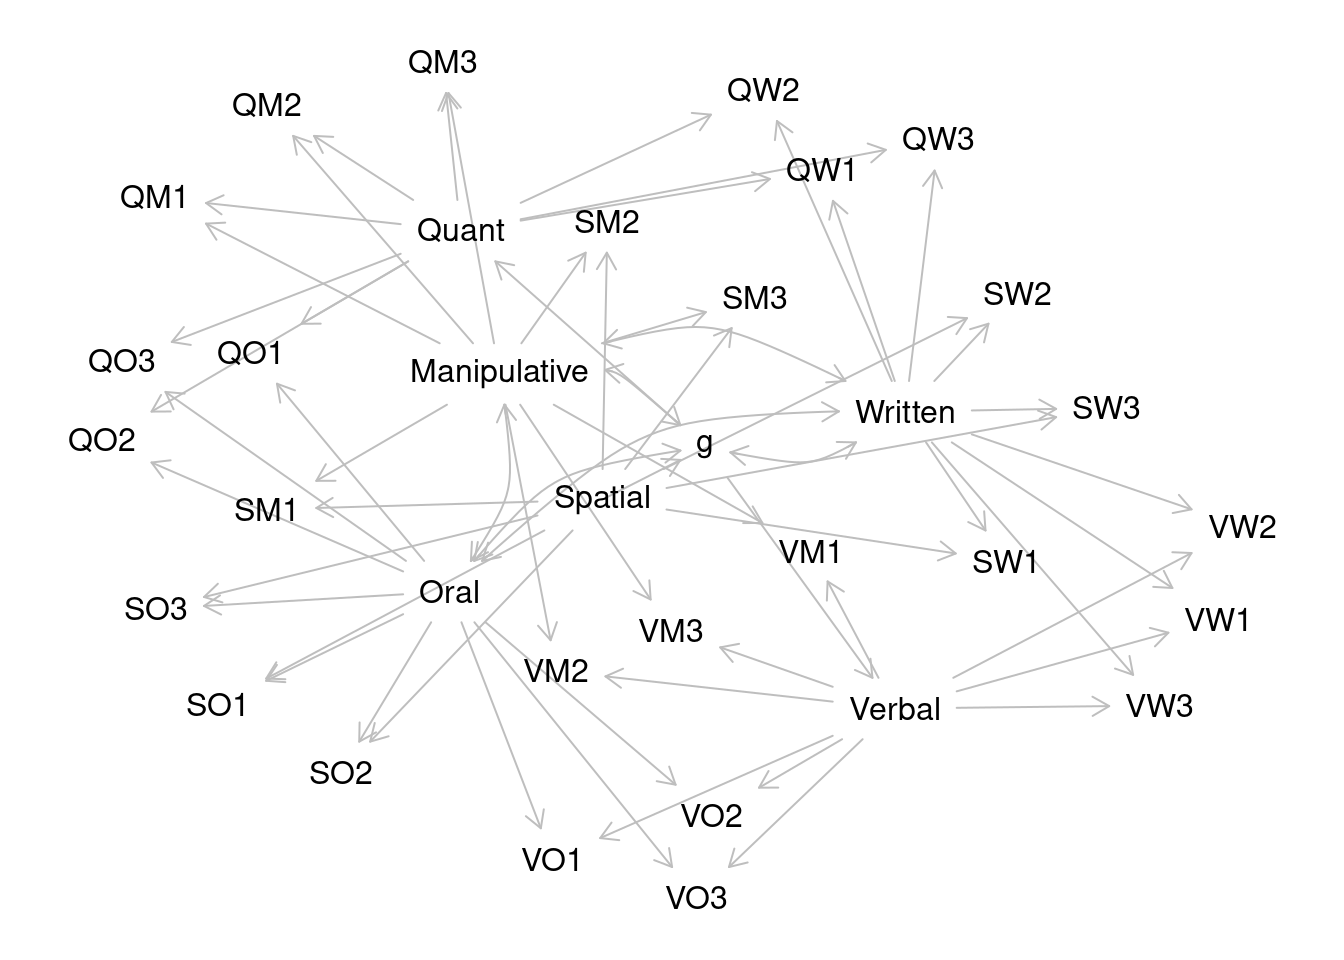 QM3
QW2
QM2
QW3
QW1
QM1
SM2
Quant
SW2
SM3
QO1
QO3
Manipulative
SW3
Written
QO2
g
Spatial
SM1
VW2
VM1
SW1
Oral
SO3
VW1
VM3
VM2
SO1
VW3
Verbal
SO2
VO2
VO1
VO3